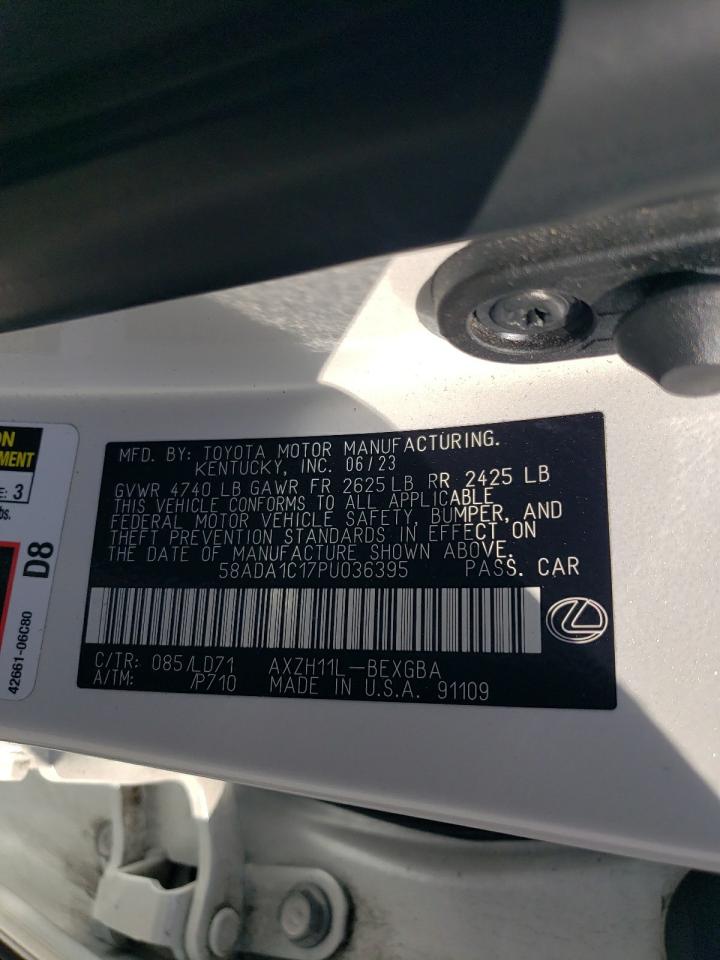 MFD. BY: TOYOTA MOTOR MANUFACTURING.
KENTUCKY, INC. 06/23
GVWR 4740 LB GAWR FR 2625 LB RR 2425 LB
THIS VEHICLE CONFORMS TO ALL APPLICABLE
FEDERAL MOTOR VEHICLE SAFETY, BUMPER, AND
THEFT PREVENTION STANDARDS IN EFFECT ON
THE DATE OF MANUFACTURE SHOWN ABOVE.
58ADA1C17PU036395 PASS. CAR
C/TR: 085/LD71 AXZH11L-BEXGBA
A/TM: /P710 MADE IN U.S.A. 91109
ON
MENT
E: 3
bs.
D8
42661-06C80